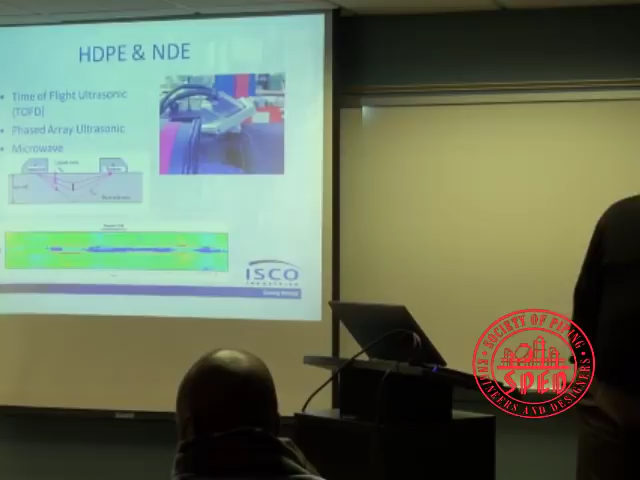 HDPE & NDE
• Time of Flight Ultrasonic
(TOFD)
• Phased Array Ultrasonic
• Microwave
ISCO
INDUSTRIES
SOCIETY OF PIPING
ENGINEERS AND DESIGNERS
SPED